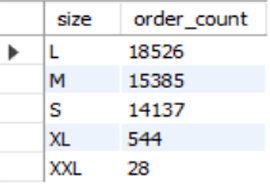 size order_count
L 18526
M 15385
S 14137
XL 544
XXL 28